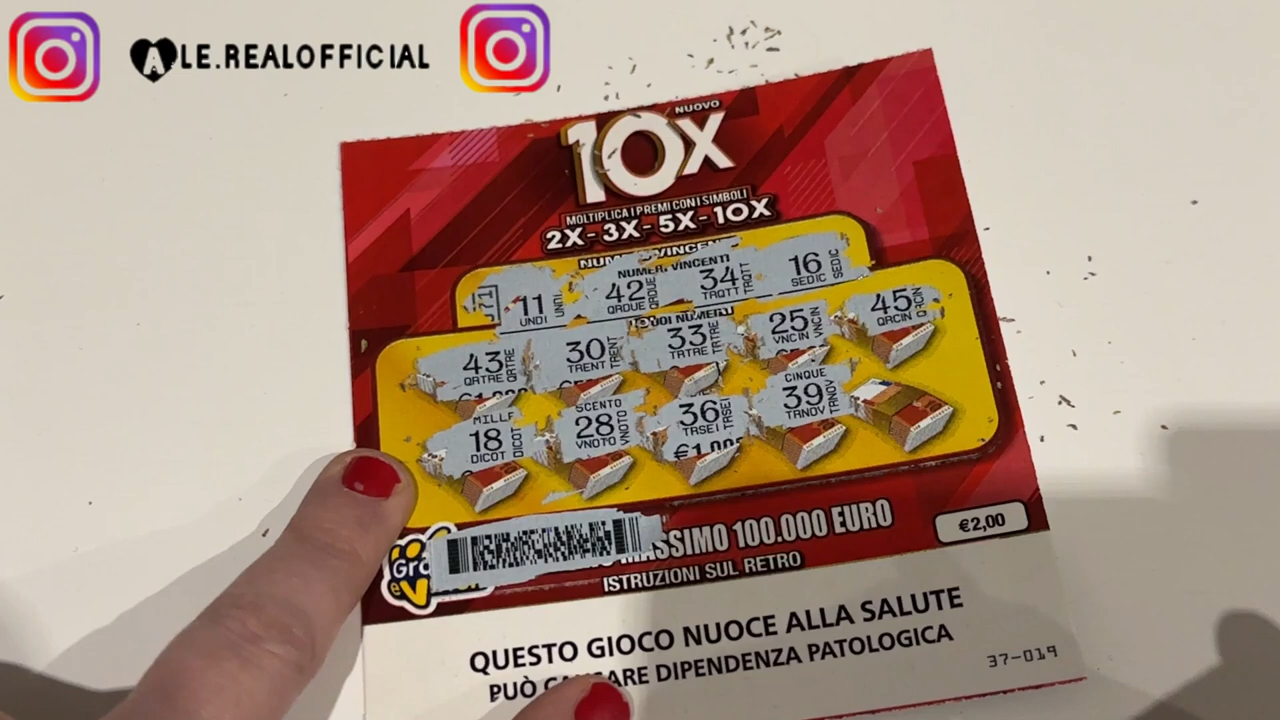 ALE.REALOFFICIAL
NUOVO
10X
MOLTIPLICA I PREMI CON I SIMBOLI
2X-3X-5X-10X
NUMERI VINCENTI
11 42 34 16
UNDI QRDUE TRQTT SEDIC
43 30 33 25 45
QRTRE TRENT TRTRE VNCIN QRCIN
MILLE SCENTO CINQUE
18 28 36 39
DICOT VNOTO TRSEI TRNOV
MASSIMO 100.000 EURO
€2,00
ISTRUZIONI SUL RETRO
QUESTO GIOCO NUOCE ALLA SALUTE
PUÒ CAUSARE DIPENDENZA PATOLOGICA
37-019